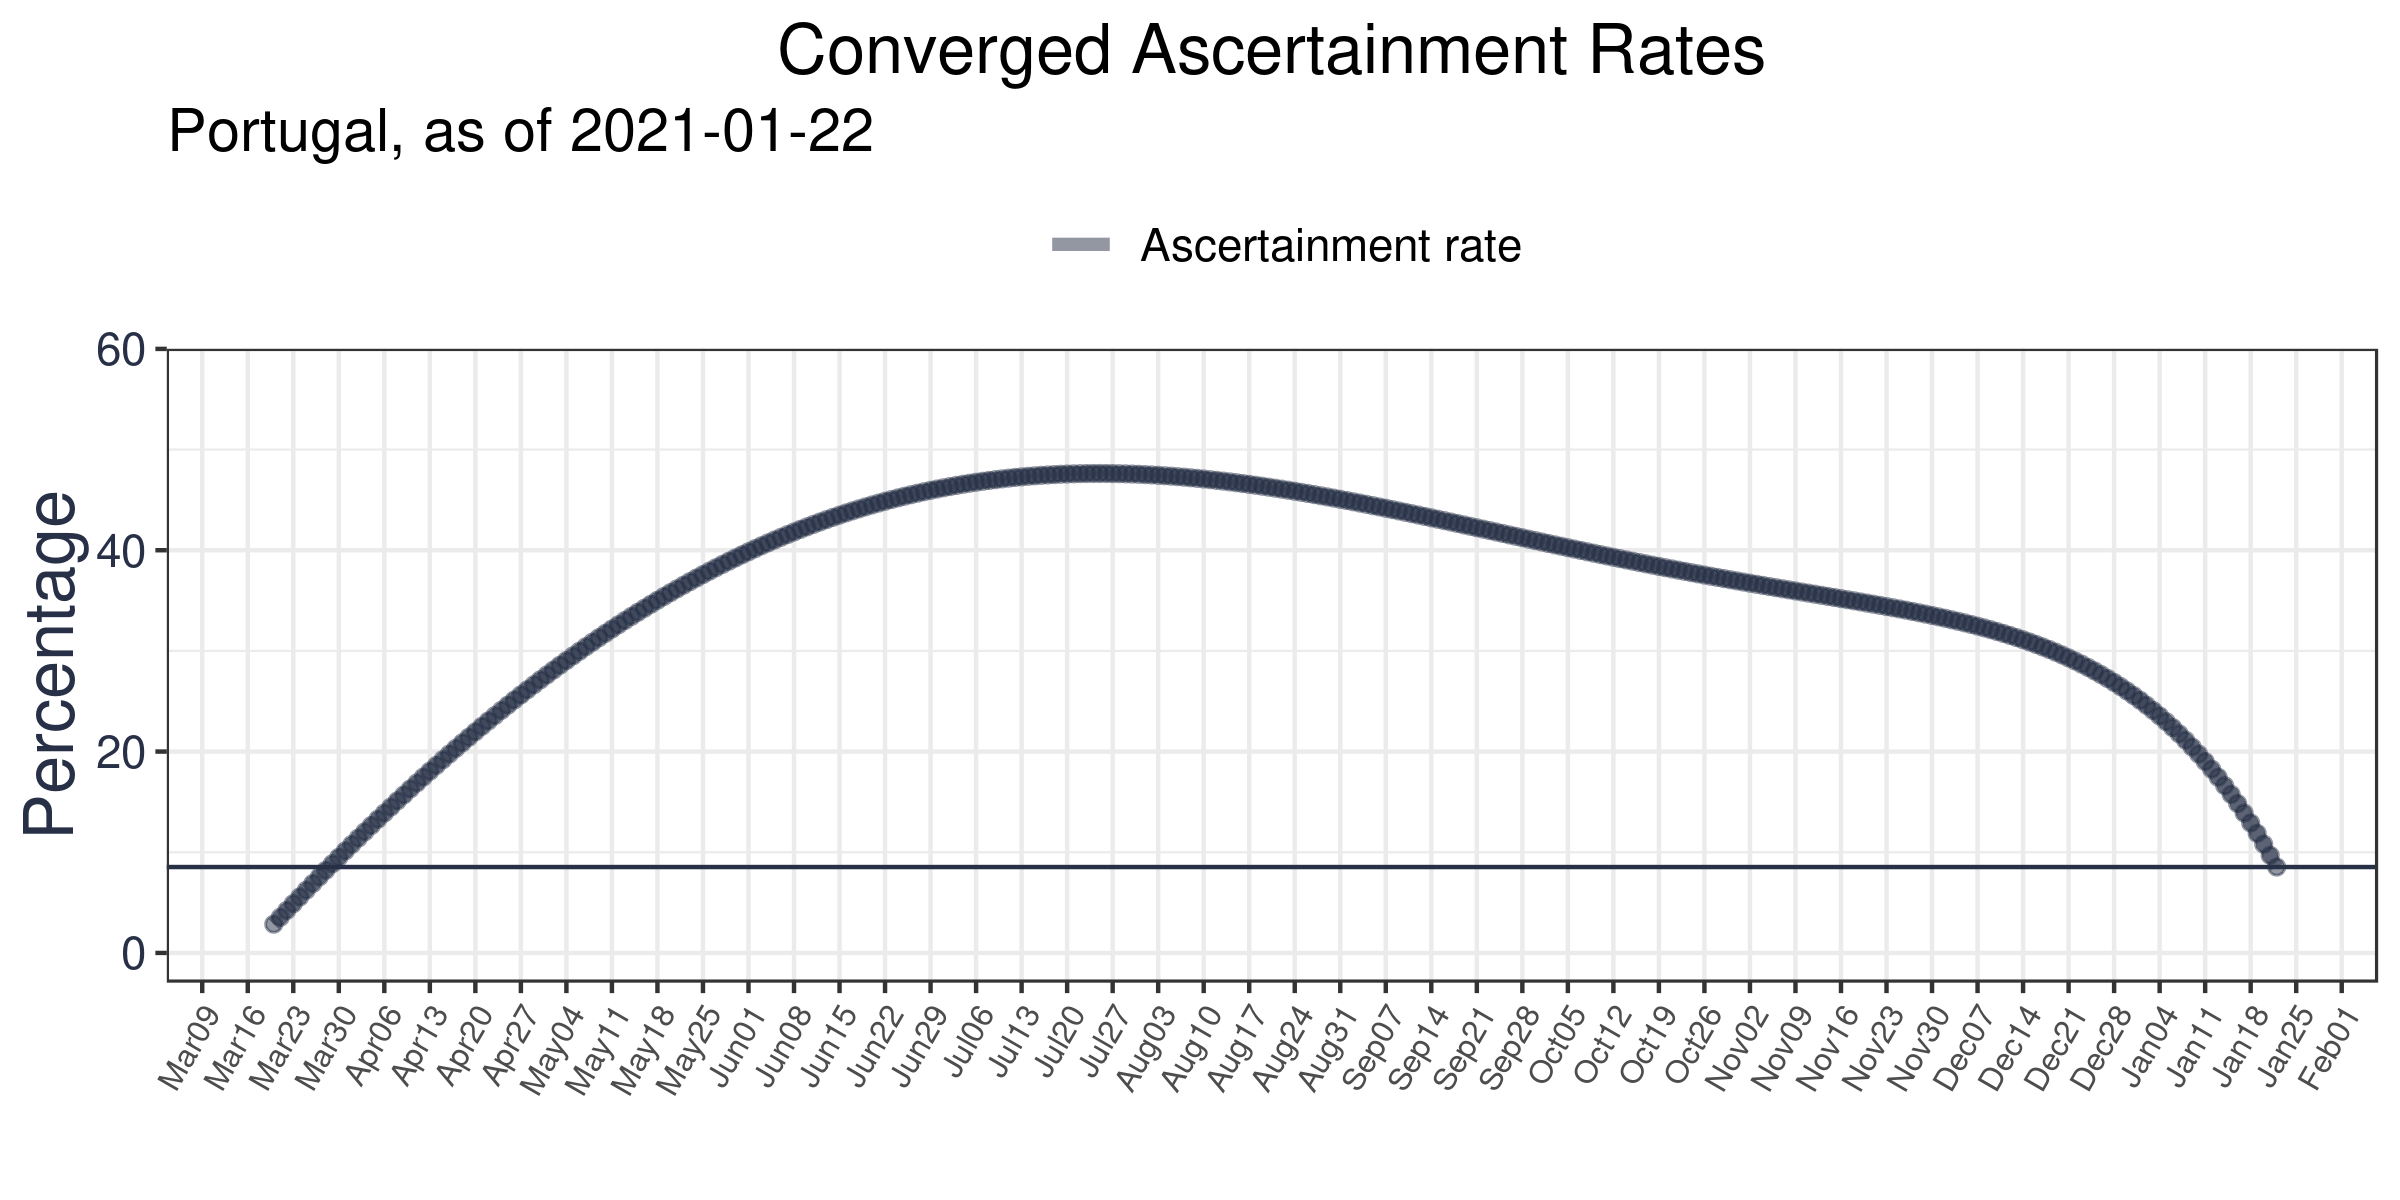 Converged Ascertainment Rates
Portugal, as of 2021-01-22
Ascertainment rate
Percentage
60
40
20
0
Mar09
Mar16
Mar23
Mar30
Apr06
Apr13
Apr20
Apr27
May04
May11
May18
May25
Jun01
Jun08
Jun15
Jun22
Jun29
Jul06
Jul13
Jul20
Jul27
Aug03
Aug10
Aug17
Aug24
Aug31
Sep07
Sep14
Sep21
Sep28
Oct05
Oct12
Oct19
Oct26
Nov02
Nov09
Nov16
Nov23
Nov30
Dec07
Dec14
Dec21
Dec28
Jan04
Jan11
Jan18
Jan25
Feb01